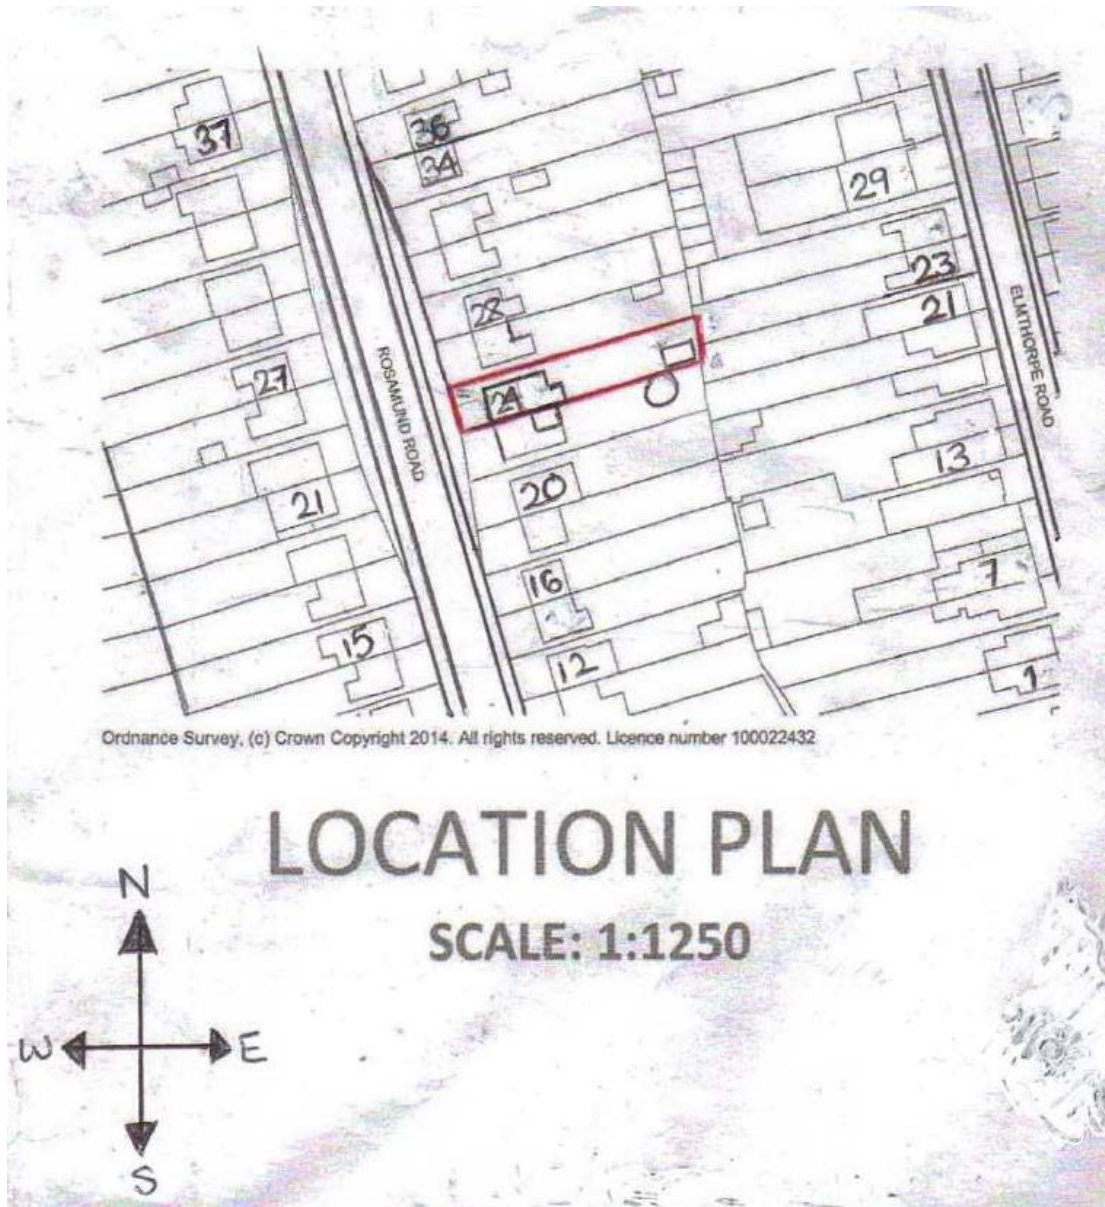 37
36
34
29
28
23
21
ROSAMUND ROAD
ELMTHORPE ROAD
27
24
13
21
20
16
7
15
12
1
Ordnance Survey, (c) Crown Copyright 2014. All rights reserved. Licence number 100022432
LOCATION PLAN
SCALE: 1:1250
N
W E
S